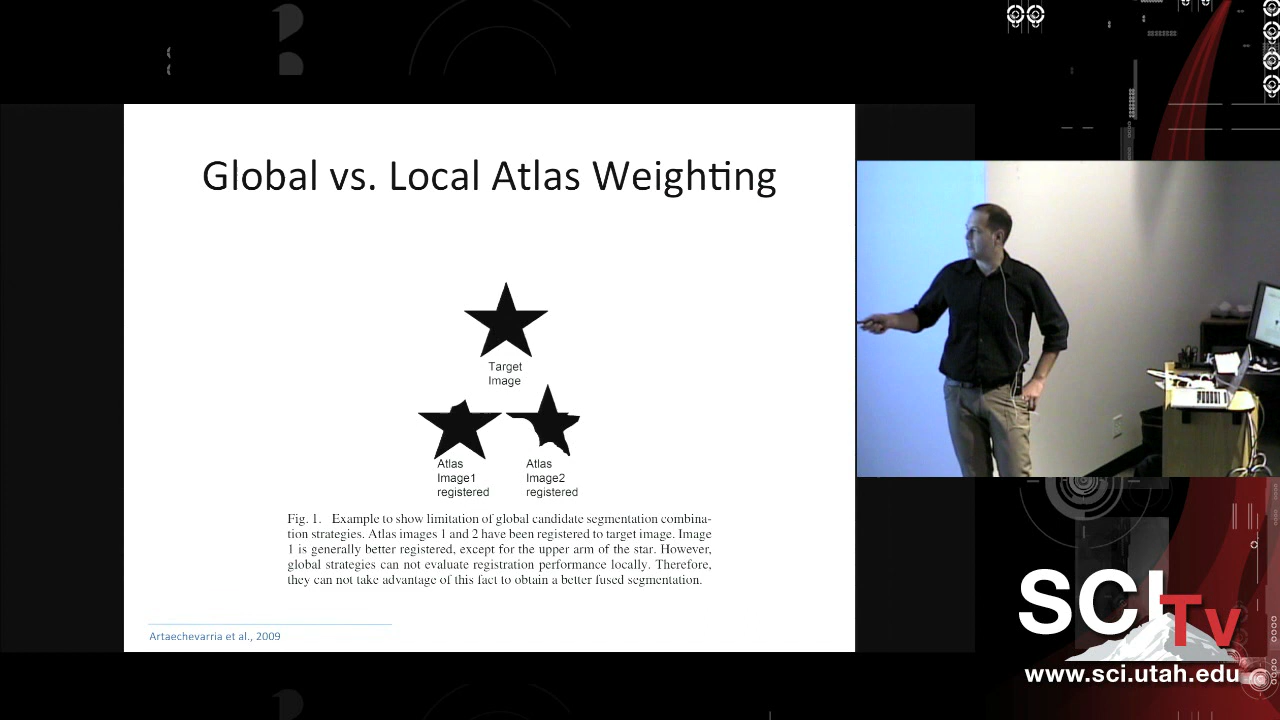 Global vs. Local Atlas Weighting
Target
Image
Atlas
Image1
registered
Atlas
Image2
registered
Fig. 1. Example to show limitation of global candidate segmentation combina-
tion strategies. Atlas images 1 and 2 have been registered to target image. Image
1 is generally better registered, except for the upper arm of the star. However,
global strategies can not evaluate registration performance locally. Therefore,
they can not take advantage of this fact to obtain a better fused segmentation.
Artaechevarria et al., 2009
SCI
Tv
www.sci.utah.edu